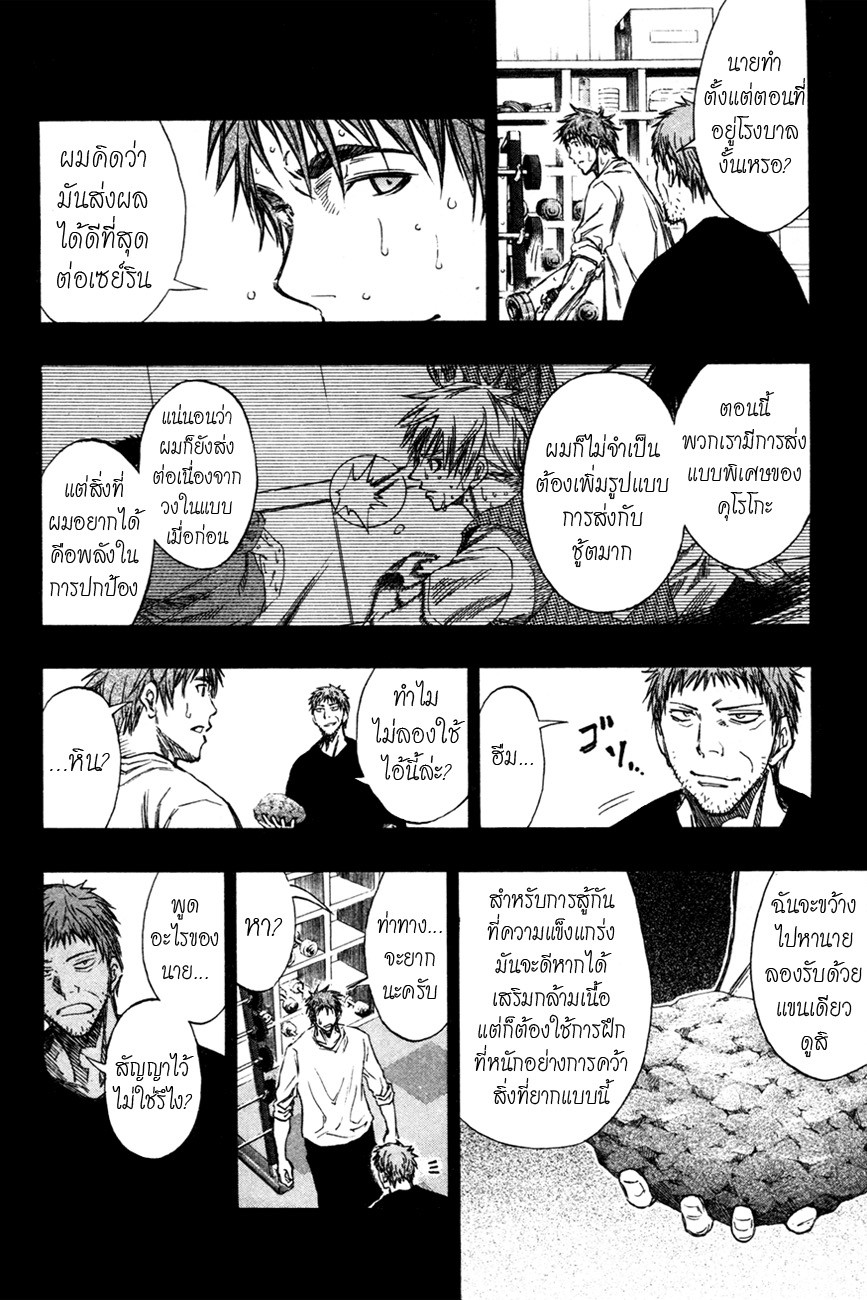 นายทำ
ตั้งแต่ตอนที่
อยู่โรงบาล
งั้นเหรอ?
ผมคิดว่า
มันส่งผล
ได้ดีที่สุด
ต่อเซย์ริน
ตอนนี้
พวกเรามีการส่ง
แบบพิเศษของ
คุโรโกะ
ผมก็ไม่จำเป็น
ต้องเพิ่มรูปแบบ
การส่งกับ
ชู้ตมาก
แน่นอนว่า
ผมก็ยังส่ง
ต่อเนื่องจาก
วงในแบบ
เมื่อก่อน
แต่สิ่งที่
ผมอยากได้
คือพลังใน
การปกป้อง
ฮืม...
ゴソ...
ทำไม
ไม่ลองใช้
ไอ้นี่ล่ะ?
...หิน?
ฉันจะขว้าง
ไปหานาย
ลองรับด้วย
แขนเดียว
ดูสิ
สำหรับการสู้กัน
ที่ความแข็งแกร่ง
มันจะดีหากได้
เสริมกล้ามเนื้อ
แต่ก็ต้องใช้การฝึก
ที่หนักอย่างการคว้า
สิ่งที่ยากแบบนี้
ท่าทาง...
จะยาก
นะครับ
หา?
พูด
อะไรของ
นาย...
สัญญาไว้
ไม่ใช่รึไง?